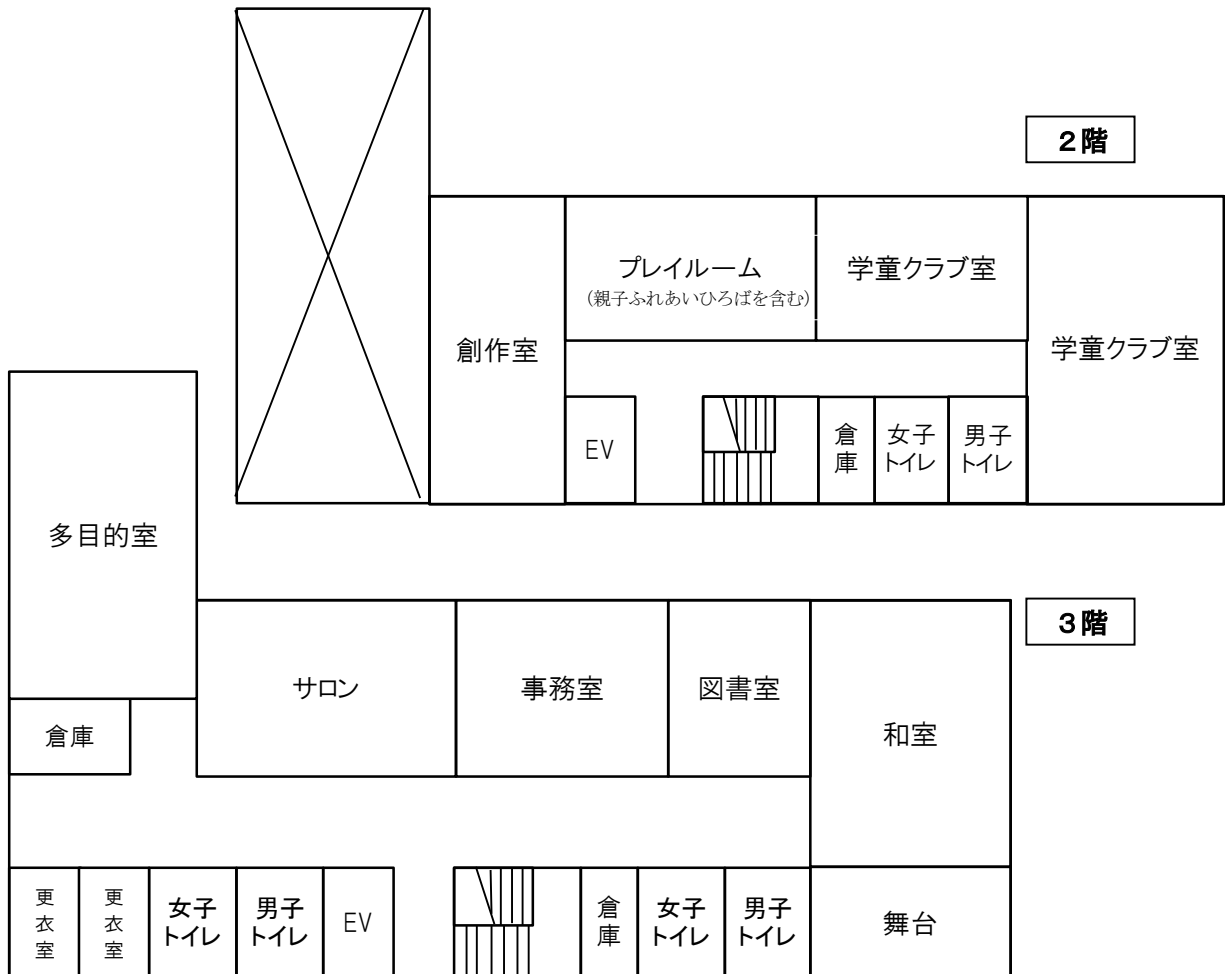 2階
プレイルーム
(親子ふれあいひろばを含む)
学童クラブ室
創作室
学童クラブ室
EV
倉庫
女子
トイレ
男子
トイレ
3階
多目的室
サロン
事務室
図書室
和室
倉庫
更衣室
更衣室
女子
トイレ
男子
トイレ
EV
倉庫
女子
トイレ
男子
トイレ
舞台